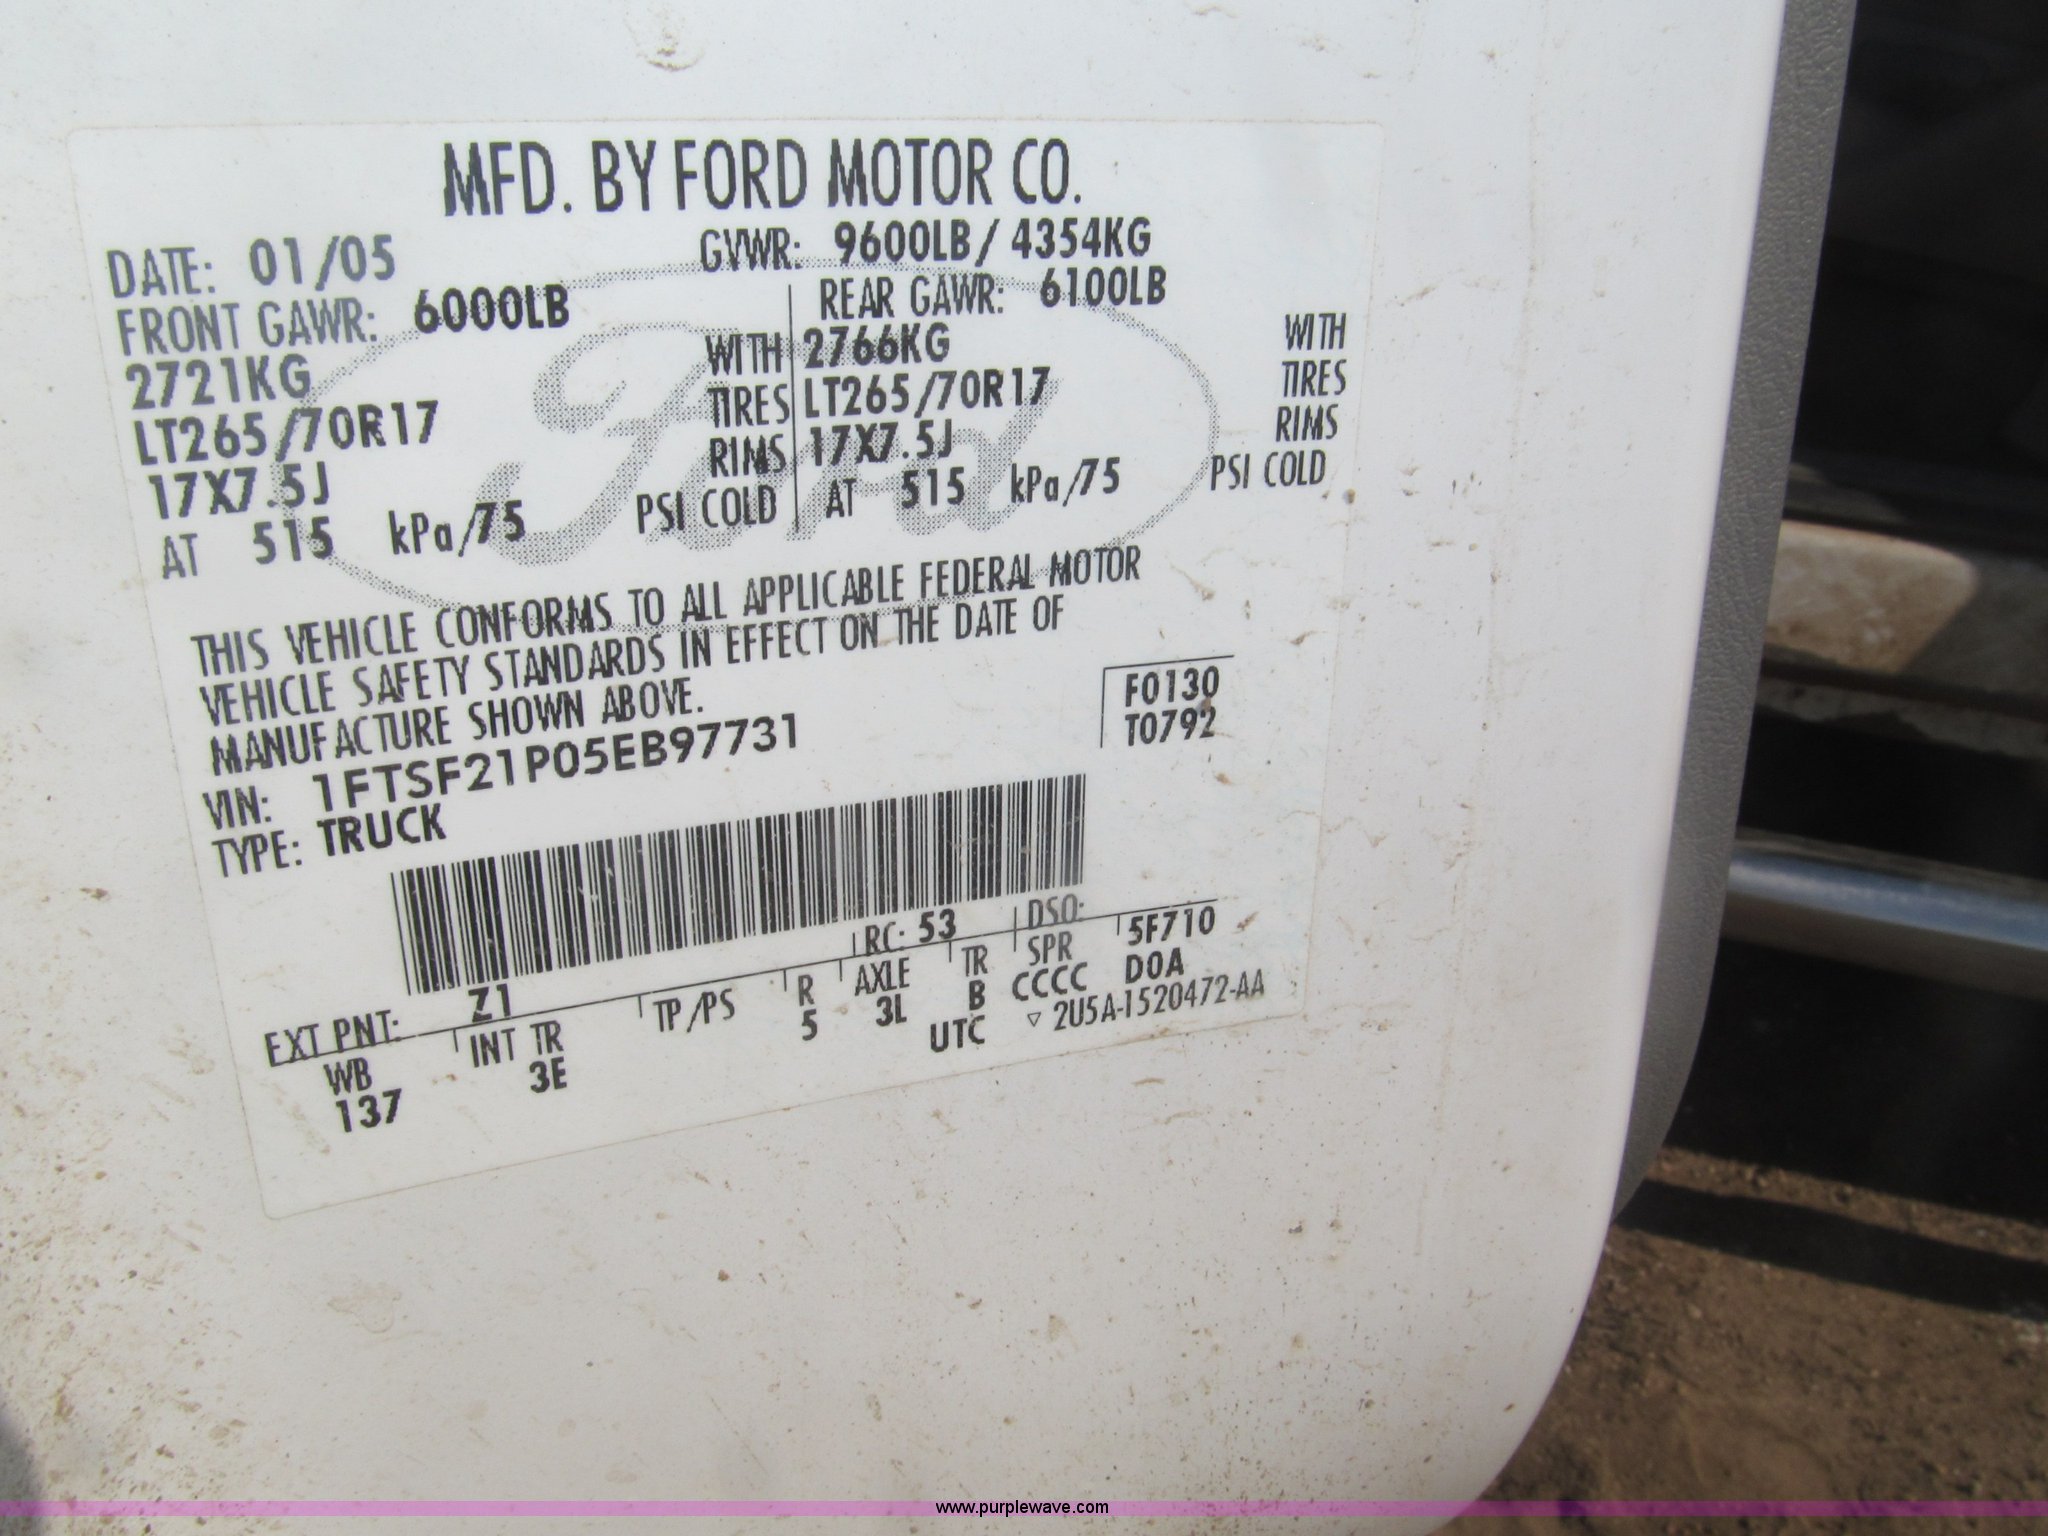 MFD. BY FORD MOTOR CO.
DATE: 01/05 GVWR: 9600LB/ 4354KG
FRONT GAWR: 6000LB REAR GAWR: 6100LB
2721KG WITH 2766KG WITH
LT265/70R17 TIRES LT265/70R17 TIRES
17X7.5J RIMS 17X7.5J RIMS
AT 515 kPa/75 PSI COLD AT 515 kPa/75 PSI COLD
Ford
THIS VEHICLE CONFORMS TO ALL APPLICABLE FEDERAL MOTOR
VEHICLE SAFETY STANDARDS IN EFFECT ON THE DATE OF
MANUFACTURE SHOWN ABOVE.
F0130
T0792
VIN: 1FTSF21P05EB97731
TYPE: TRUCK
EXT PNT: Z1 RC: 53 DSO:
WB INT TR TP/PS R AXLE TR SPR 5F710
137 3E 5 3L B CCCC D0A
UTC ▽ 2U5A-1520472-AA
www.purplewave.com